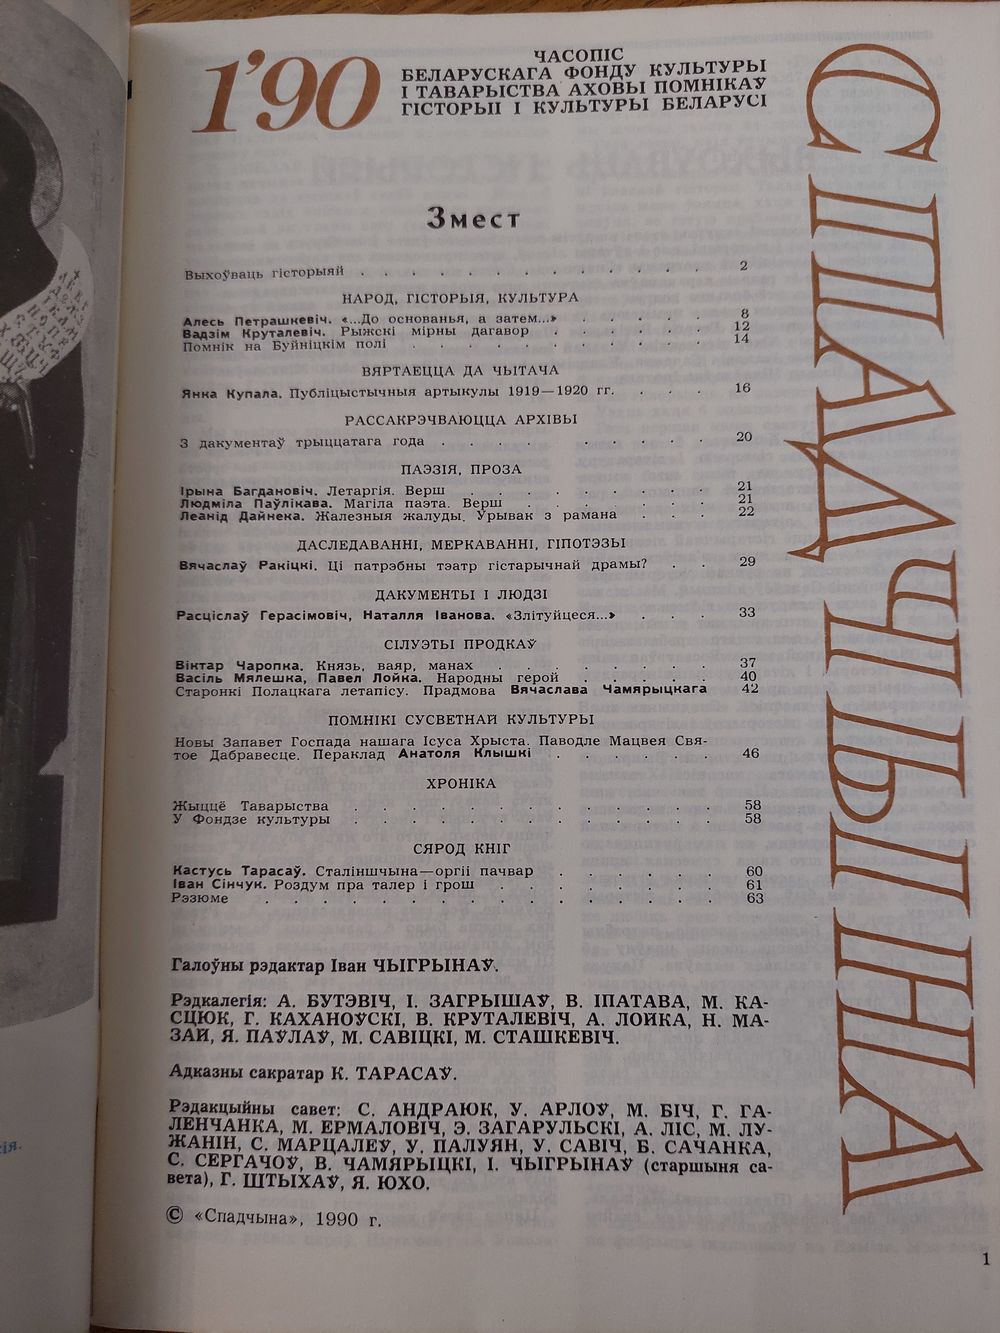 1'90
ЧАСОПІС
БЕЛАРУСКАГА ФОНДУ КУЛЬТУРЫ
І ТАВАРЫСТВА АХОВЫ ПОМНІКАЎ
ГІСТОРЫІ І КУЛЬТУРЫ БЕЛАРУСІ
СПАДЧЫНА
Змест
Выхоўваць гісторыяй . . . . . . . . . . . . . 2
НАРОД, ГІСТОРЫЯ, КУЛЬТУРА
Алесь Петрашкевіч. «...До основанья, а затем...» . . . . . 8
Вадзім Круталевіч. Рыжскі мірны дагавор . . . . . . 12
Помнік на Буйніцкім полі . . . . . . . . . . . 14
ВЯРТАЕЦЦА ДА ЧЫТАЧА
Янка Купала. Публіцыстычныя артыкулы 1919—1920 гг. . . . 16
РАССАКРЭЧВАЮЦЦА АРХІВЫ
З дакументаў трыццатага года . . . . . . . . . 20
ПАЭЗІЯ, ПРОЗА
Ірына Багдановіч. Летаргія. Верш . . . . . . . . . 21
Людміла Паўлікава. Магіла паэта. Верш . . . . . . 21
Леанід Дайнека. Жалезныя жалуды. Урывак з рамана . . . 22
ДАСЛЕДАВАННІ, МЕРКАВАННІ, ГІПОТЭЗЫ
Вячаслаў Ракіцкі. Ці патрэбны тэатр гістарычнай драмы? . . 29
ДАКУМЕНТЫ І ЛЮДЗІ
Расціслаў Герасімовіч, Наталля Іванова. «Злітуйцеся...» . . . 33
СІЛУЭТЫ ПРОДКАЎ
Віктар Чаропка. Князь, ваяр, манах . . . . . . . . 37
Васіль Мялешка, Павел Лойка. Народны герой . . . . . 40
Старонкі Полацкага летапісу. Прадмова Вячаслава Чамярыцкага 42
ПОМНІКІ СУСВЕТНАЙ КУЛЬТУРЫ
Новы Запавет Госпада нашага Ісуса Хрыста. Паводле Мацвея Свя-
тое Дабравесце. Пераклад Анатоля Клышкі . . . . . . 46
ХРОНІКА
Жыццё Таварыства . . . . . . . . . . . . . 58
У Фондзе культуры . . . . . . . . . . . . . 58
СЯРОД КНІГ
Кастусь Тарасаў. Сталіншчына—оргіі пачвар . . . . . . 60
Іван Сінчук. Роздум пра талер і грош . . . . . . . . 61
Рэзюме . . . . . . . . . . . . . . . . 63
Галоўны рэдактар Іван ЧЫГРЫНАЎ.
Рэдкалегія: А. БУТЭВІЧ, І. ЗАГРЫШАЎ, В. ІПАТАВА, М. КА-
СЦЮК, Г. КАХАНОЎСКІ, В. КРУТАЛЕВІЧ, А. ЛОЙКА, Н. МА-
ЗАЙ, Я. ПАЎЛАЎ, М. САВІЦКІ, М. СТАШКЕВІЧ.
Адказны сакратар К. ТАРАСАЎ.
Рэдакцыйны савет: С. АНДРАЮК, У. АРЛОЎ, М. БІЧ, Г. ГА-
ЛЕНЧАНКА, М. ЕРМАЛОВІЧ, Э. ЗАГАРУЛЬСКІ, А. ЛІС, М. ЛУ-
ЖАНІН, С. МАРЦАЛЕЎ, У. ПАЛУЯН, У. САВІЧ, Б. САЧАНКА,
С. СЕРГАЧОЎ, В. ЧАМЯРЫЦКІ, І. ЧЫГРЫНАЎ (старшыня са-
вета), Г. ШТЫХАЎ, Я. ЮХО.
© «Спадчына», 1990 г.
1